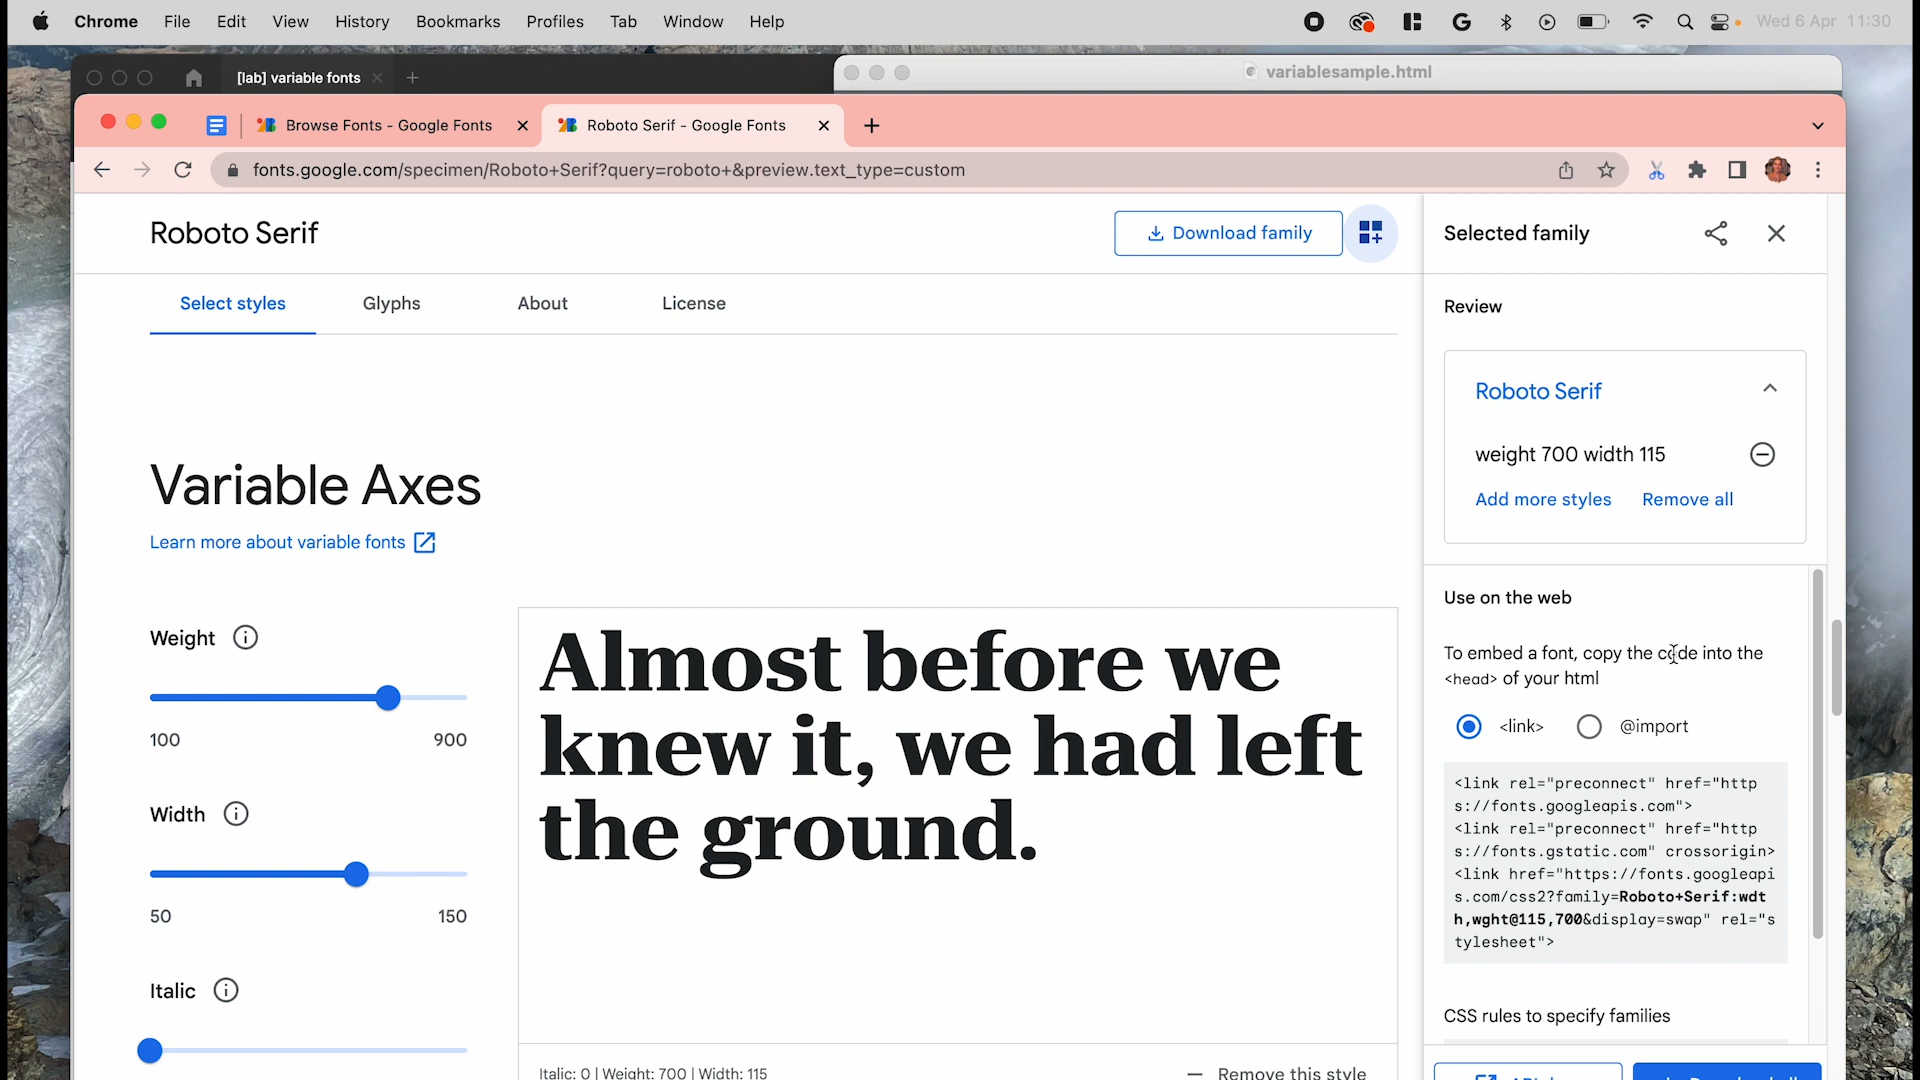 Chrome File Edit View History Bookmarks Profiles Tab Window Help
Wed 6 Apr 11:30
[lab] variable fonts
variablesample.html
Browse Fonts - Google Fonts
Roboto Serif - Google Fonts
fonts.google.com/specimen/Roboto+Serif?query=roboto+&preview.text_type=custom
Roboto Serif
Download family
Select styles Glyphs About License
Variable Axes
Learn more about variable fonts
Weight
100 900
Width
50 150
Italic
Almost before we
knew it, we had left
the ground.
Italic: 0 | Weight: 700 | Width: 115
Remove this style
Selected family
Review
Roboto Serif
weight 700 width 115
Add more styles Remove all
Use on the web
To embed a font, copy the code into the
<head> of your html
<link> @import
<link rel="preconnect" href="http
s://fonts.googleapis.com">
<link rel="preconnect" href="http
s://fonts.gstatic.com" crossorigin>
<link href="https://fonts.googleapi
s.com/css2?family=Roboto+Serif:wdt
h,wght@115,700&display=swap" rel="s
tylesheet">
CSS rules to specify families